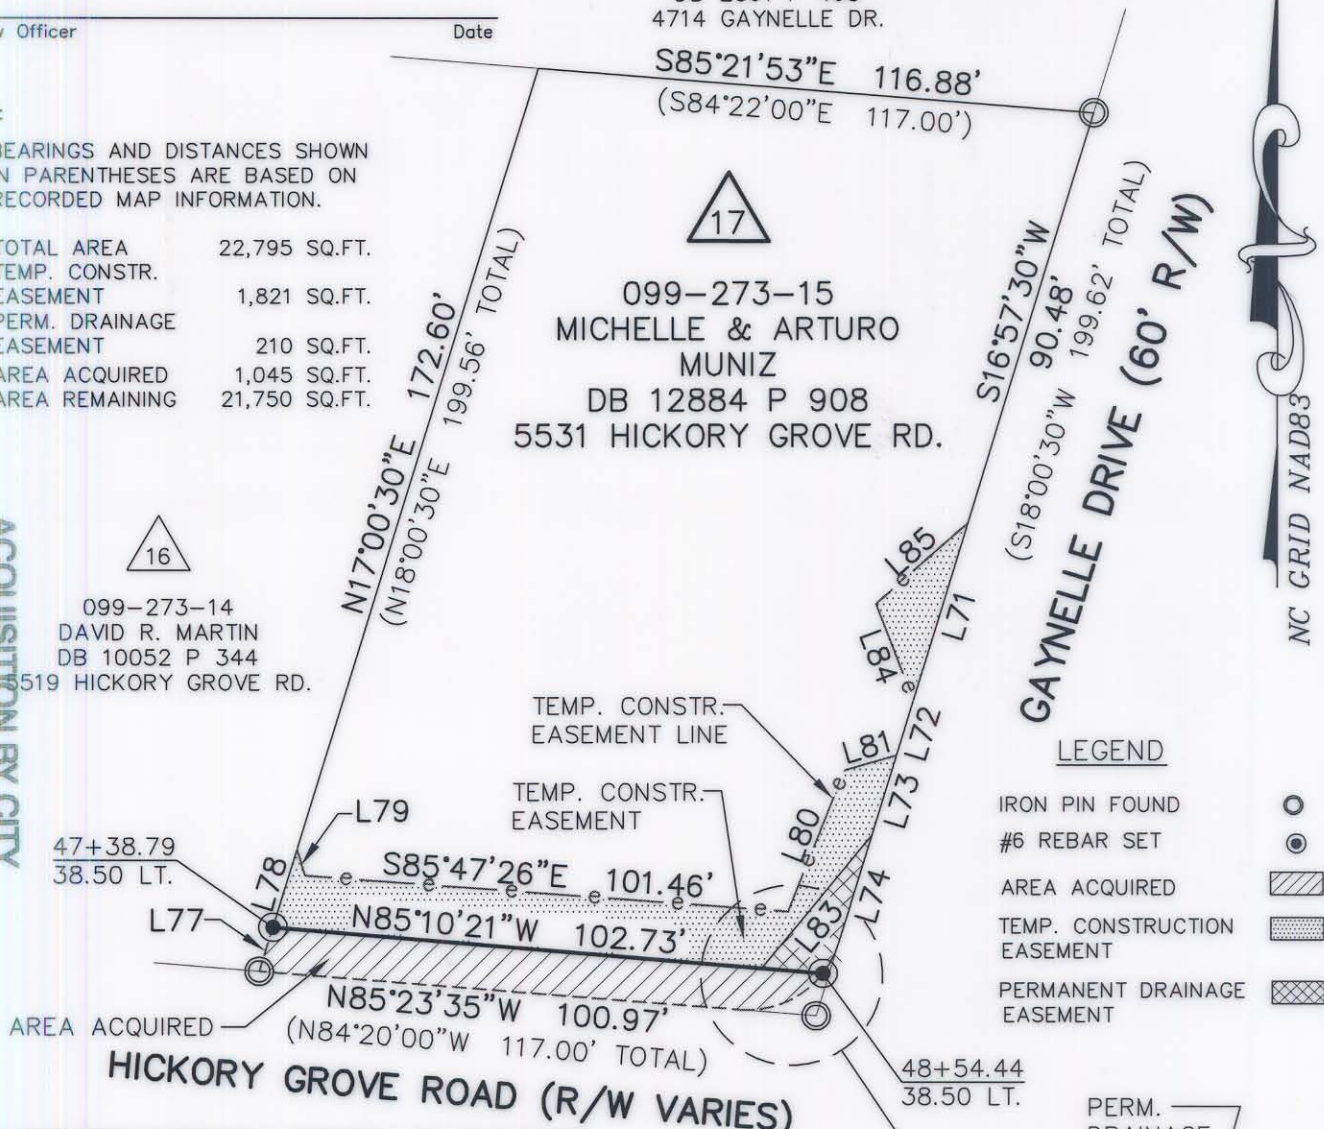 Officer
Date
4714 GAYNELLE DR.
S85°21'53"E 116.88'
(S84°22'00"E 117.00')
BEARINGS AND DISTANCES SHOWN
IN PARENTHESES ARE BASED ON
RECORDED MAP INFORMATION.
TOTAL AREA 22,795 SQ.FT.
TEMP. CONSTR.
EASEMENT 1,821 SQ.FT.
PERM. DRAINAGE
EASEMENT 210 SQ.FT.
AREA ACQUIRED 1,045 SQ.FT.
AREA REMAINING 21,750 SQ.FT.
N17°00'30"E 172.60'
(N18°00'30"E 199.56' TOTAL)
17
099-273-15
MICHELLE & ARTURO
MUNIZ
DB 12884 P 908
5531 HICKORY GROVE RD.
S16°57'30"W
90.48'
(S18°00'30"W 199.62' TOTAL)
GAYNELLE DRIVE (60' R/W)
NC GRID NAD83
16
099-273-14
DAVID R. MARTIN
DB 10052 P 344
5519 HICKORY GROVE RD.
ACQUISITION BY CITY
L85
L84
L71
L72
L81
L73
L80
L74
L83
TEMP. CONSTR.
EASEMENT LINE
TEMP. CONSTR.
EASEMENT
L79
47+38.79
38.50 LT.
L78
L77
e
e
e
e
e
e
e
e
e
e
S85°47'26"E 101.46'
N85°10'21"W 102.73'
N85°23'35"W 100.97'
(N84°20'00"W 117.00' TOTAL)
AREA ACQUIRED
HICKORY GROVE ROAD (R/W VARIES)
48+54.44
38.50 LT.
LEGEND
IRON PIN FOUND
#6 REBAR SET
AREA ACQUIRED
TEMP. CONSTRUCTION
EASEMENT
PERMANENT DRAINAGE
EASEMENT
PERM.
DRAINAGE